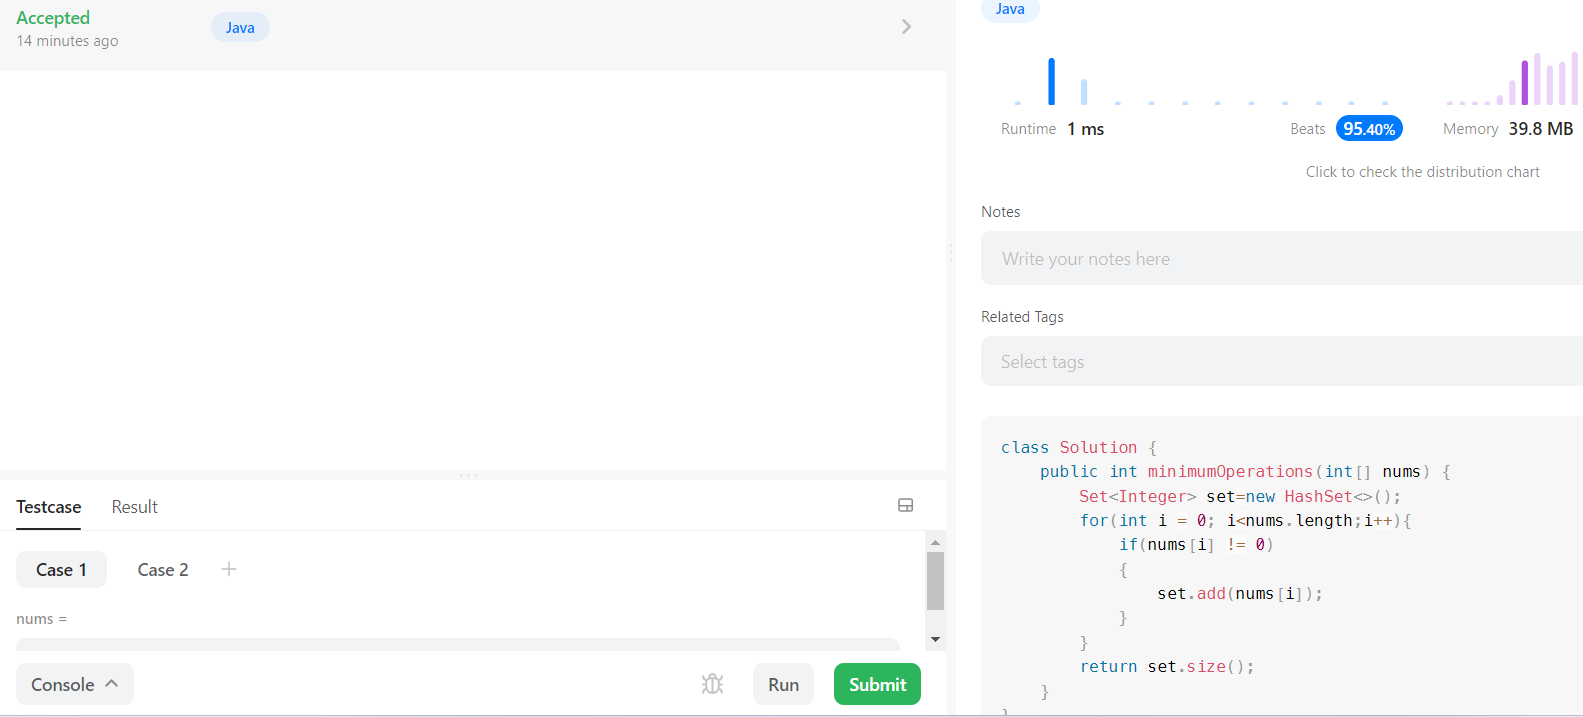 Accepted
14 minutes ago
Java
Testcase
Result
Case 1
Case 2
nums =
Console
Run
Submit
Java
Runtime 1 ms
Beats 95.40%
Memory 39.8 MB
Click to check the distribution chart
Notes
Write your notes here
Related Tags
Select tags
class Solution {
    public int minimumOperations(int[] nums) {
        Set<Integer> set=new HashSet<>();
        for(int i = 0; i<nums.length;i++){
            if(nums[i] != 0)
            {
                set.add(nums[i]);
            }
        }
        return set.size();
    }
}